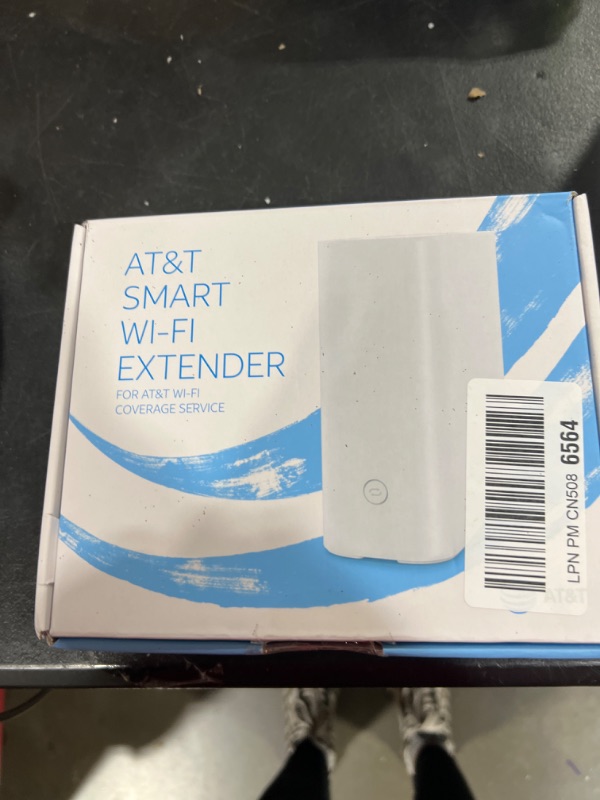 AT&T
SMART
WI-FI
EXTENDER
FOR AT&T WI-FI
COVERAGE SERVICE
LPN PM CN508 6564
AT&T